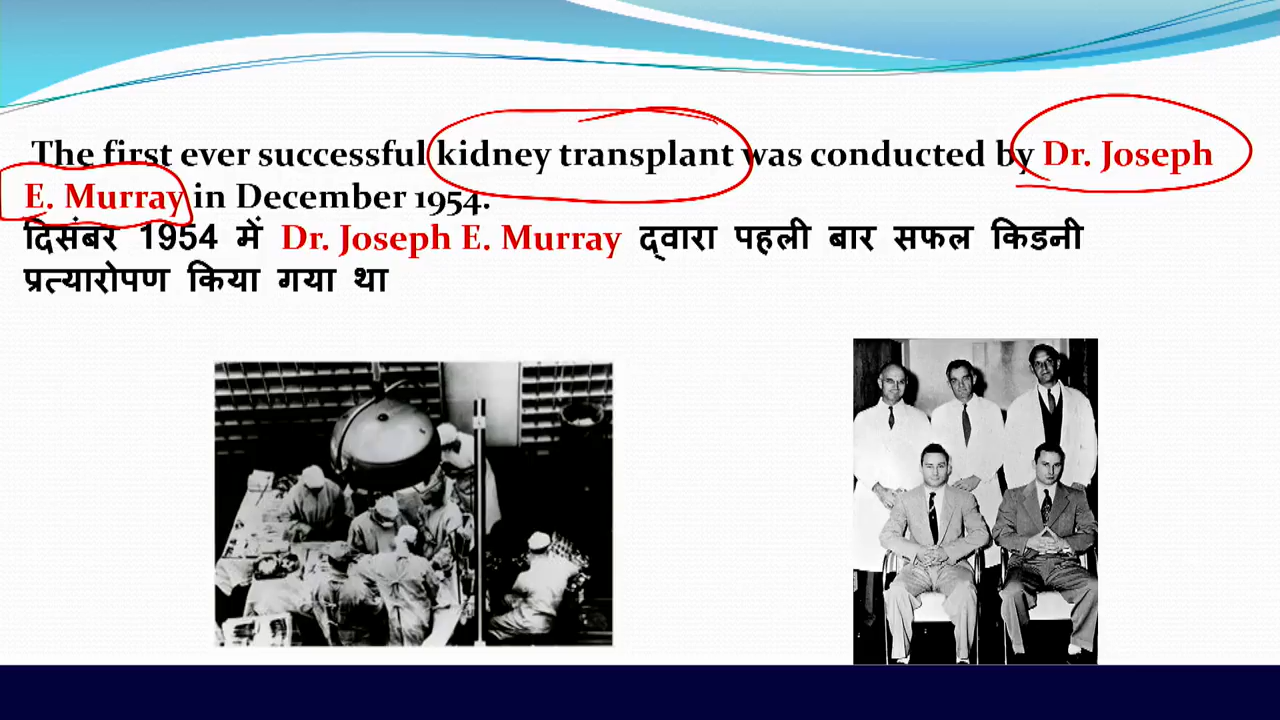 The first ever successful kidney transplant was conducted by Dr. Joseph
E. Murray in December 1954.
दिसंबर 1954 में Dr. Joseph E. Murray द्वारा पहली बार सफल किडनी
प्रत्यारोपण किया गया था